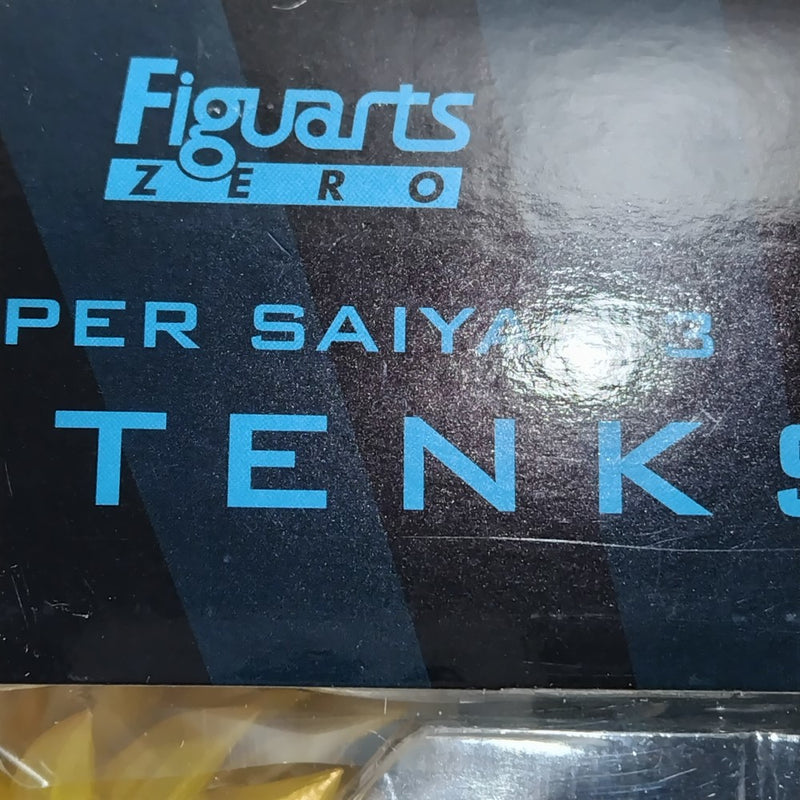 Figuarts
ZERO
PER SAIYA 3
TENKS